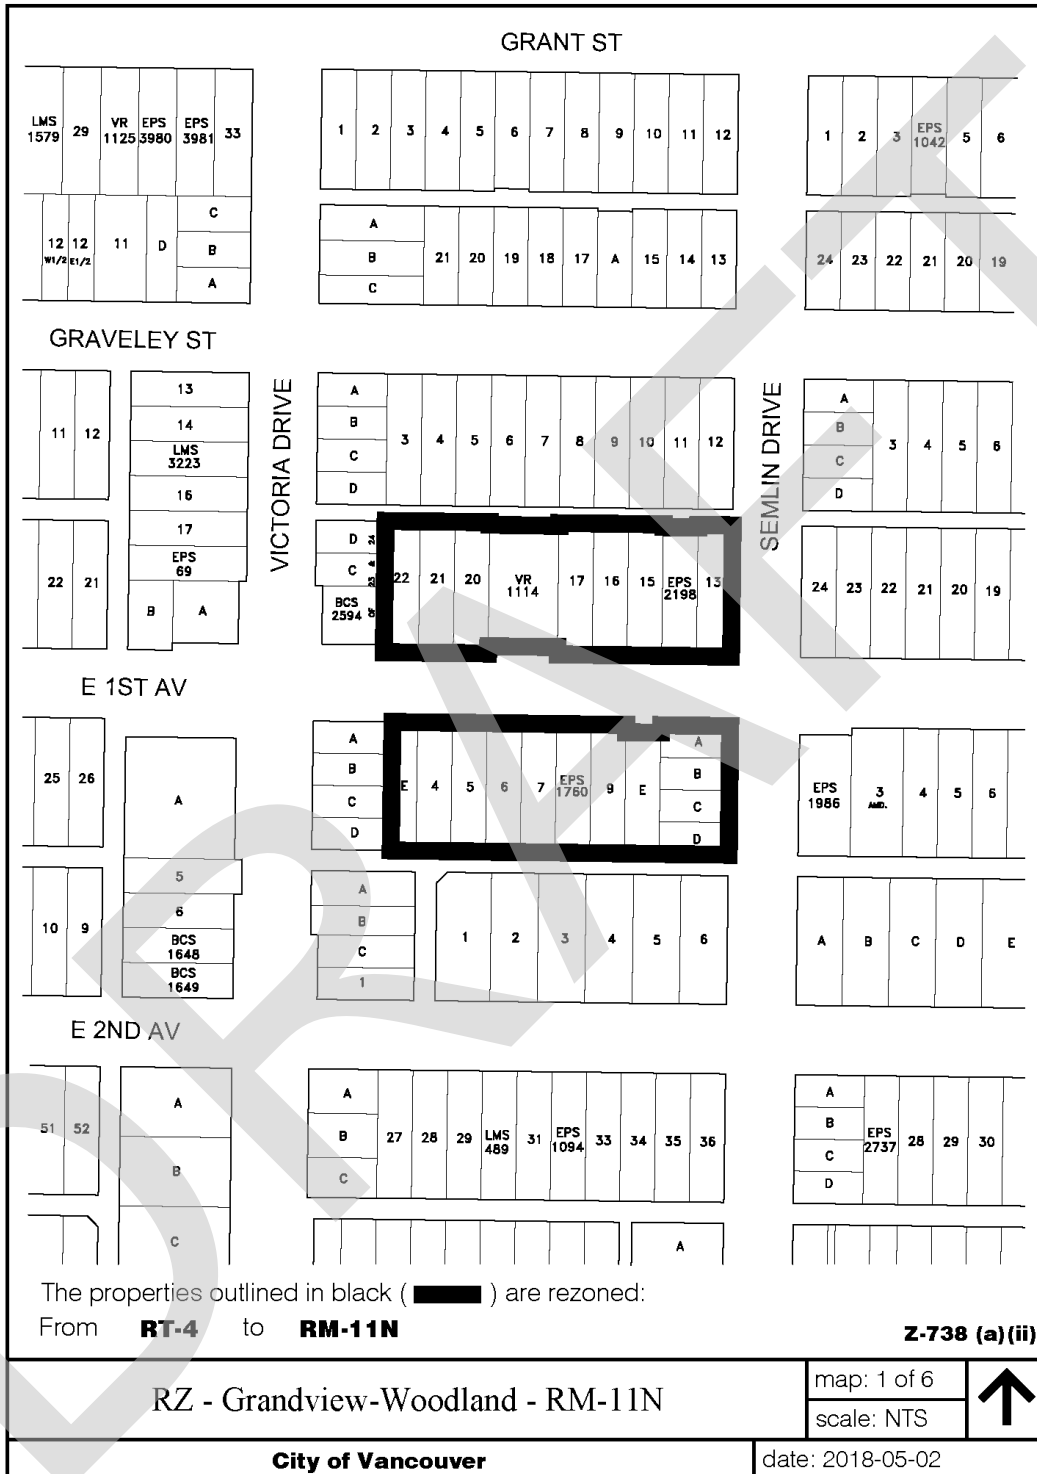 GRANT ST
LMS 1579
29
VR 1125
EPS 3980
EPS 3981
33
1 2 3 4 5 6 7 8 9 10 11 12
1 2 3 EPS 1042 5 6
12 W1/2
12 E1/2
11
D
C
B
A
A
B
C
21 20 19 18 17 A 15 14 13
24 23 22 21 20 19
GRAVELEY ST
VICTORIA DRIVE
SEMLIN DRIVE
11 12
13
14
LMS 3223
16
17
EPS 69
B A
22 21
A
B
C
D
3 4 5 6 7 8 9 10 11 12
A
B
C
D
3 4 5 6
D
C
BCS 2594
OF 23 & 24
22 21 20 VR 1114 17 16 15 EPS 2198 13
24 23 22 21 20 19
E 1ST AV
25 26
A
5
6
BCS 1648
BCS 1649
10 9
A
B
C
D
E 4 5 6 7 EPS 1760 9 E
A
B
C
D
EPS 1986
3 AMD.
4 5 6
A
B
C
1
1 2 3 4 5 6
A B C D E
E 2ND AV
51 52
A
B
C
A
B
C
27 28 29 LMS 489 31 EPS 1094 33 34 35 36
A
B
C
D
EPS 2737
28 29 30
A
DRAFT
The properties outlined in black ( ) are rezoned:
From RT-4 to RM-11N
Z-738 (a)(ii)
RZ - Grandview-Woodland - RM-11N
map: 1 of 6
scale: NTS
City of Vancouver
date: 2018-05-02